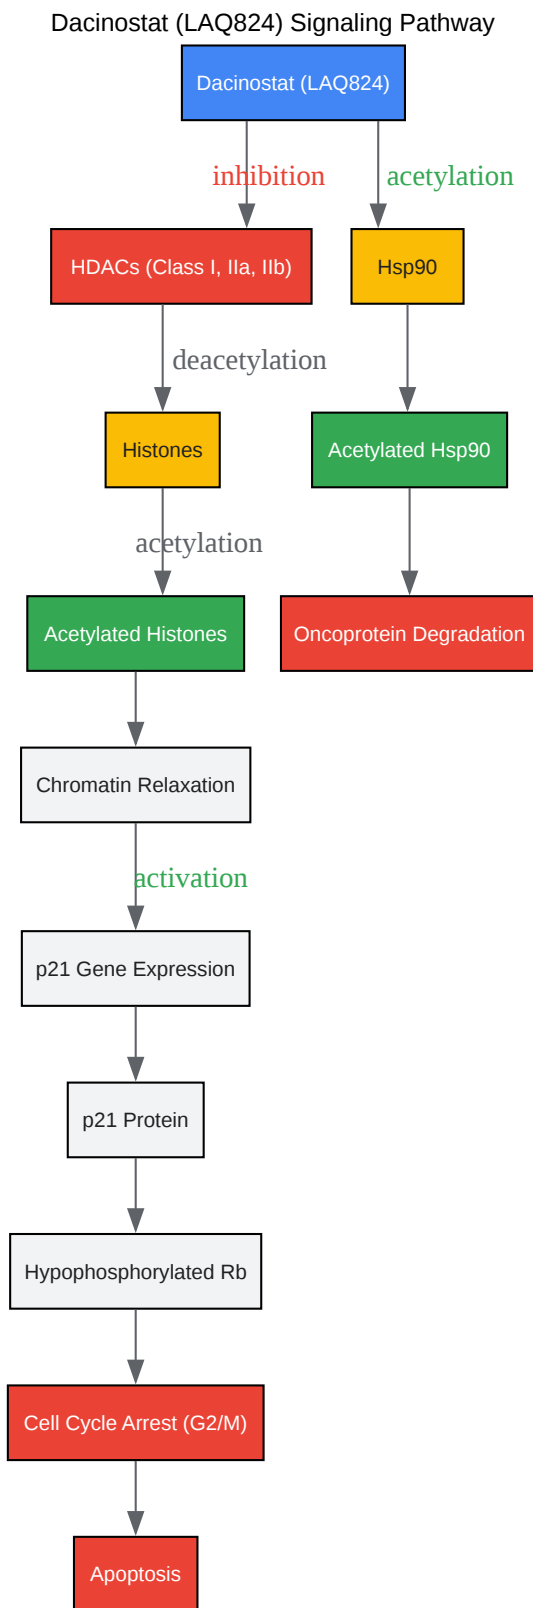 Dacinostat (LAQ824) Signaling Pathway
Dacinostat (LAQ824)
inhibition
acetylation
HDACs (Class I, IIa, IIb)
Hsp90
deacetylation
Histones
Acetylated Hsp90
acetylation
Acetylated Histones
Oncoprotein Degradation
Chromatin Relaxation
activation
p21 Gene Expression
p21 Protein
Hypophosphorylated Rb
Cell Cycle Arrest (G2/M)
Apoptosis